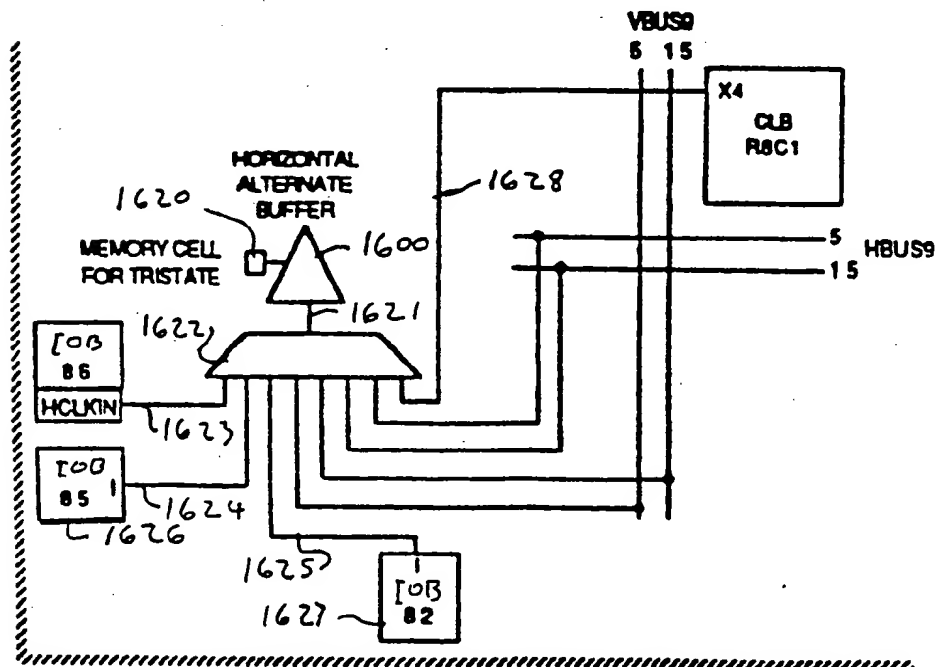 VBUS9
5 15
X4
CLB
R8C1
HORIZONTAL
ALTERNATE
BUFFER
1620
1628
1600
MEMORY CELL
FOR TRISTATE
5
HBUS9
15
1621
1622
IOB
86
HCLKIN
1623
IOB
85 I
1624
1626
1625
I
IOB
82
1627